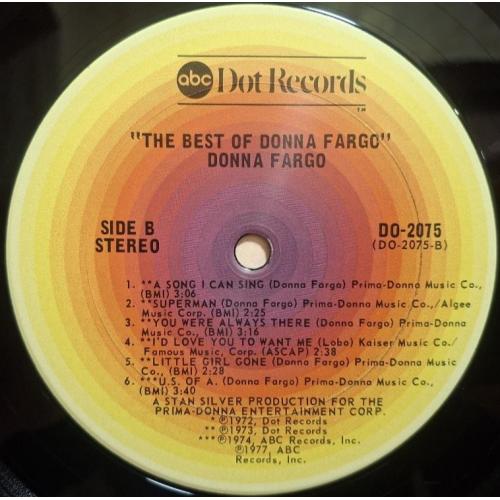 abc Dot Records
TM
"THE BEST OF DONNA FARGO"
DONNA FARGO
SIDE B
STEREO
DO-2075
(DO-2075-B)
1. **A SONG I CAN SING (Donna Fargo) Prima-Donna Music Co.,
(BMI) 3:06
2. **SUPERMAN (Donna Fargo) Prima-Donna Music Co.,/Algee
Music Corp. (BMI) 2:25
3. **YOU WERE ALWAYS THERE (Donna Fargo) Prima-Donna
Music Co., (BMI) 3:16
4. **I'D LOVE YOU TO WANT ME (Lobo) Kaiser Music Co./
Famous Music, Corp. (ASCAP) 2:38
5. **LITTLE GIRL GONE (Donna Fargo) Prima-Donna Music Co.,
(BMI) 2:28
6. ***U.S. OF A. (Donna Fargo) Prima-Donna Music Co.,
(BMI) 3:40
A STAN SILVER PRODUCTION FOR THE
PRIMA-DONNA ENTERTAINMENT CORP.
* ℗1972, Dot Records
** ℗1973, Dot Records
***℗1974, ABC Records, Inc.
℗1977, ABC
Records, Inc.